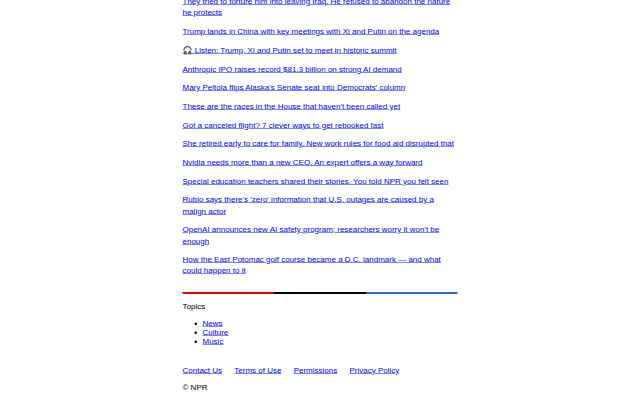 They tried to torture him into leaving Iraq. He refused to abandon the nature
he protects
Trump lands in China with key meetings with Xi and Putin on the agenda
🎧 Listen: Trump, Xi and Putin set to meet in historic summit
Anthropic IPO raises record $81.3 billion on strong AI demand
Mary Peltola flips Alaska's Senate seat into Democrats' column
These are the races in the House that haven't been called yet
Got a canceled flight? 7 clever ways to get rebooked fast
She retired early to care for family. New work rules for food aid disrupted that
Nvidia needs more than a new CEO. An expert offers a way forward
Special education teachers shared their stories. You told NPR you felt seen
Rubio says there's 'zero' information that U.S. outages are caused by a
malign actor
OpenAI announces new AI safety program; researchers worry it won't be
enough
How the East Potomac golf course became a D.C. landmark — and what
could happen to it
Topics
News
Culture
Music
Contact Us Terms of Use Permissions Privacy Policy
© NPR